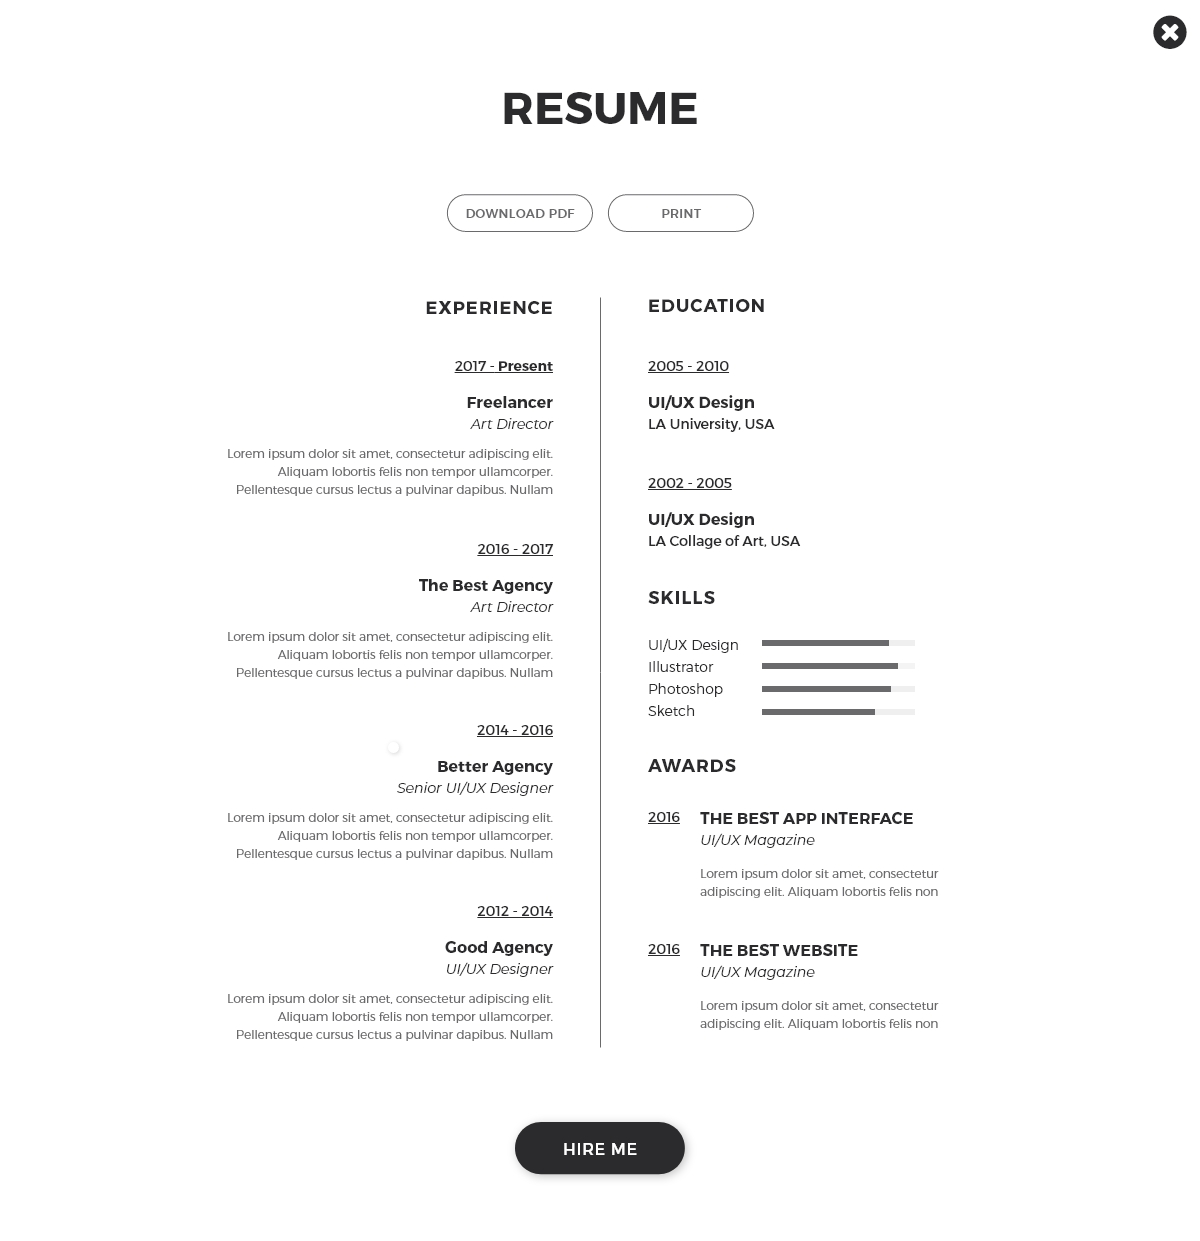 RESUME
DOWNLOAD PDF
PRINT
EXPERIENCE
2017 - Present
Freelancer
Art Director
Lorem ipsum dolor sit amet, consectetur adipiscing elit.
Aliquam lobortis felis non tempor ullamcorper.
Pellentesque cursus lectus a pulvinar dapibus. Nullam
2016 - 2017
The Best Agency
Art Director
Lorem ipsum dolor sit amet, consectetur adipiscing elit.
Aliquam lobortis felis non tempor ullamcorper.
Pellentesque cursus lectus a pulvinar dapibus. Nullam
2014 - 2016
Better Agency
Senior UI/UX Designer
Lorem ipsum dolor sit amet, consectetur adipiscing elit.
Aliquam lobortis felis non tempor ullamcorper.
Pellentesque cursus lectus a pulvinar dapibus. Nullam
2012 - 2014
Good Agency
UI/UX Designer
Lorem ipsum dolor sit amet, consectetur adipiscing elit.
Aliquam lobortis felis non tempor ullamcorper.
Pellentesque cursus lectus a pulvinar dapibus. Nullam
EDUCATION
2005 - 2010
UI/UX Design
LA University, USA
2002 - 2005
UI/UX Design
LA Collage of Art, USA
SKILLS
UI/UX Design
Illustrator
Photoshop
Sketch
AWARDS
2016 THE BEST APP INTERFACE
UI/UX Magazine
Lorem ipsum dolor sit amet, consectetur
adipiscing elit. Aliquam lobortis felis non
2016 THE BEST WEBSITE
UI/UX Magazine
Lorem ipsum dolor sit amet, consectetur
adipiscing elit. Aliquam lobortis felis non
HIRE ME